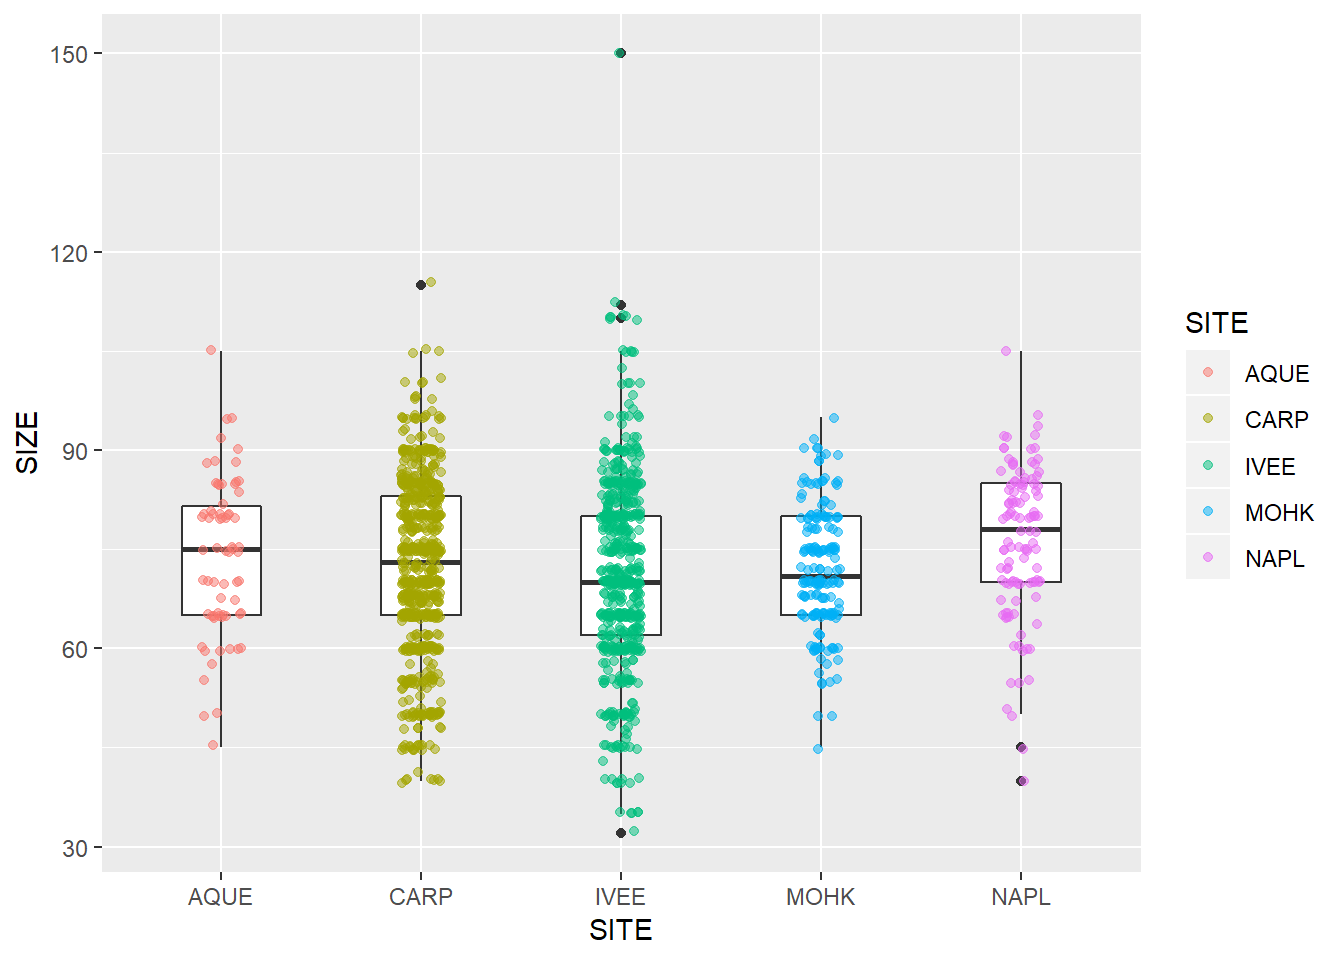 150
120
90
60
30
SIZE
AQUE CARP IVEE MOHK NAPL
SITE
SITE
AQUE
CARP
IVEE
MOHK
NAPL